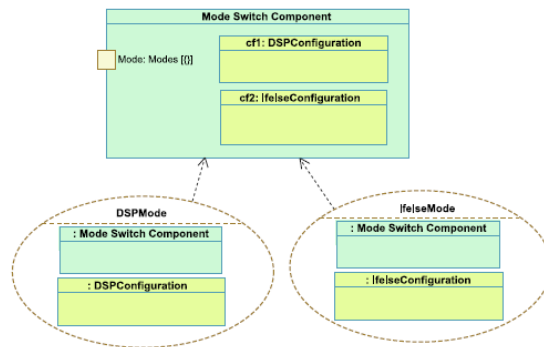 Mode Switch Component
cf1: DSPConfiguration
Mode: Modes [{}]
cf2: |fe|seConfiguration
DSPMode
: Mode Switch Component
: DSPConfiguration
|fe|seMode
: Mode Switch Component
: |fe|seConfiguration